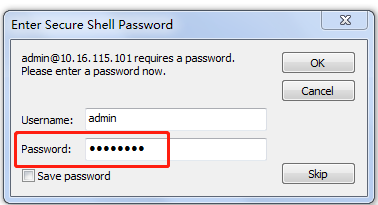 Enter Secure Shell Password
admin@10.16.115.101 requires a password.
Please enter a password now.
OK
Cancel
Username: admin
Password: ••••••••
Save password
Skip